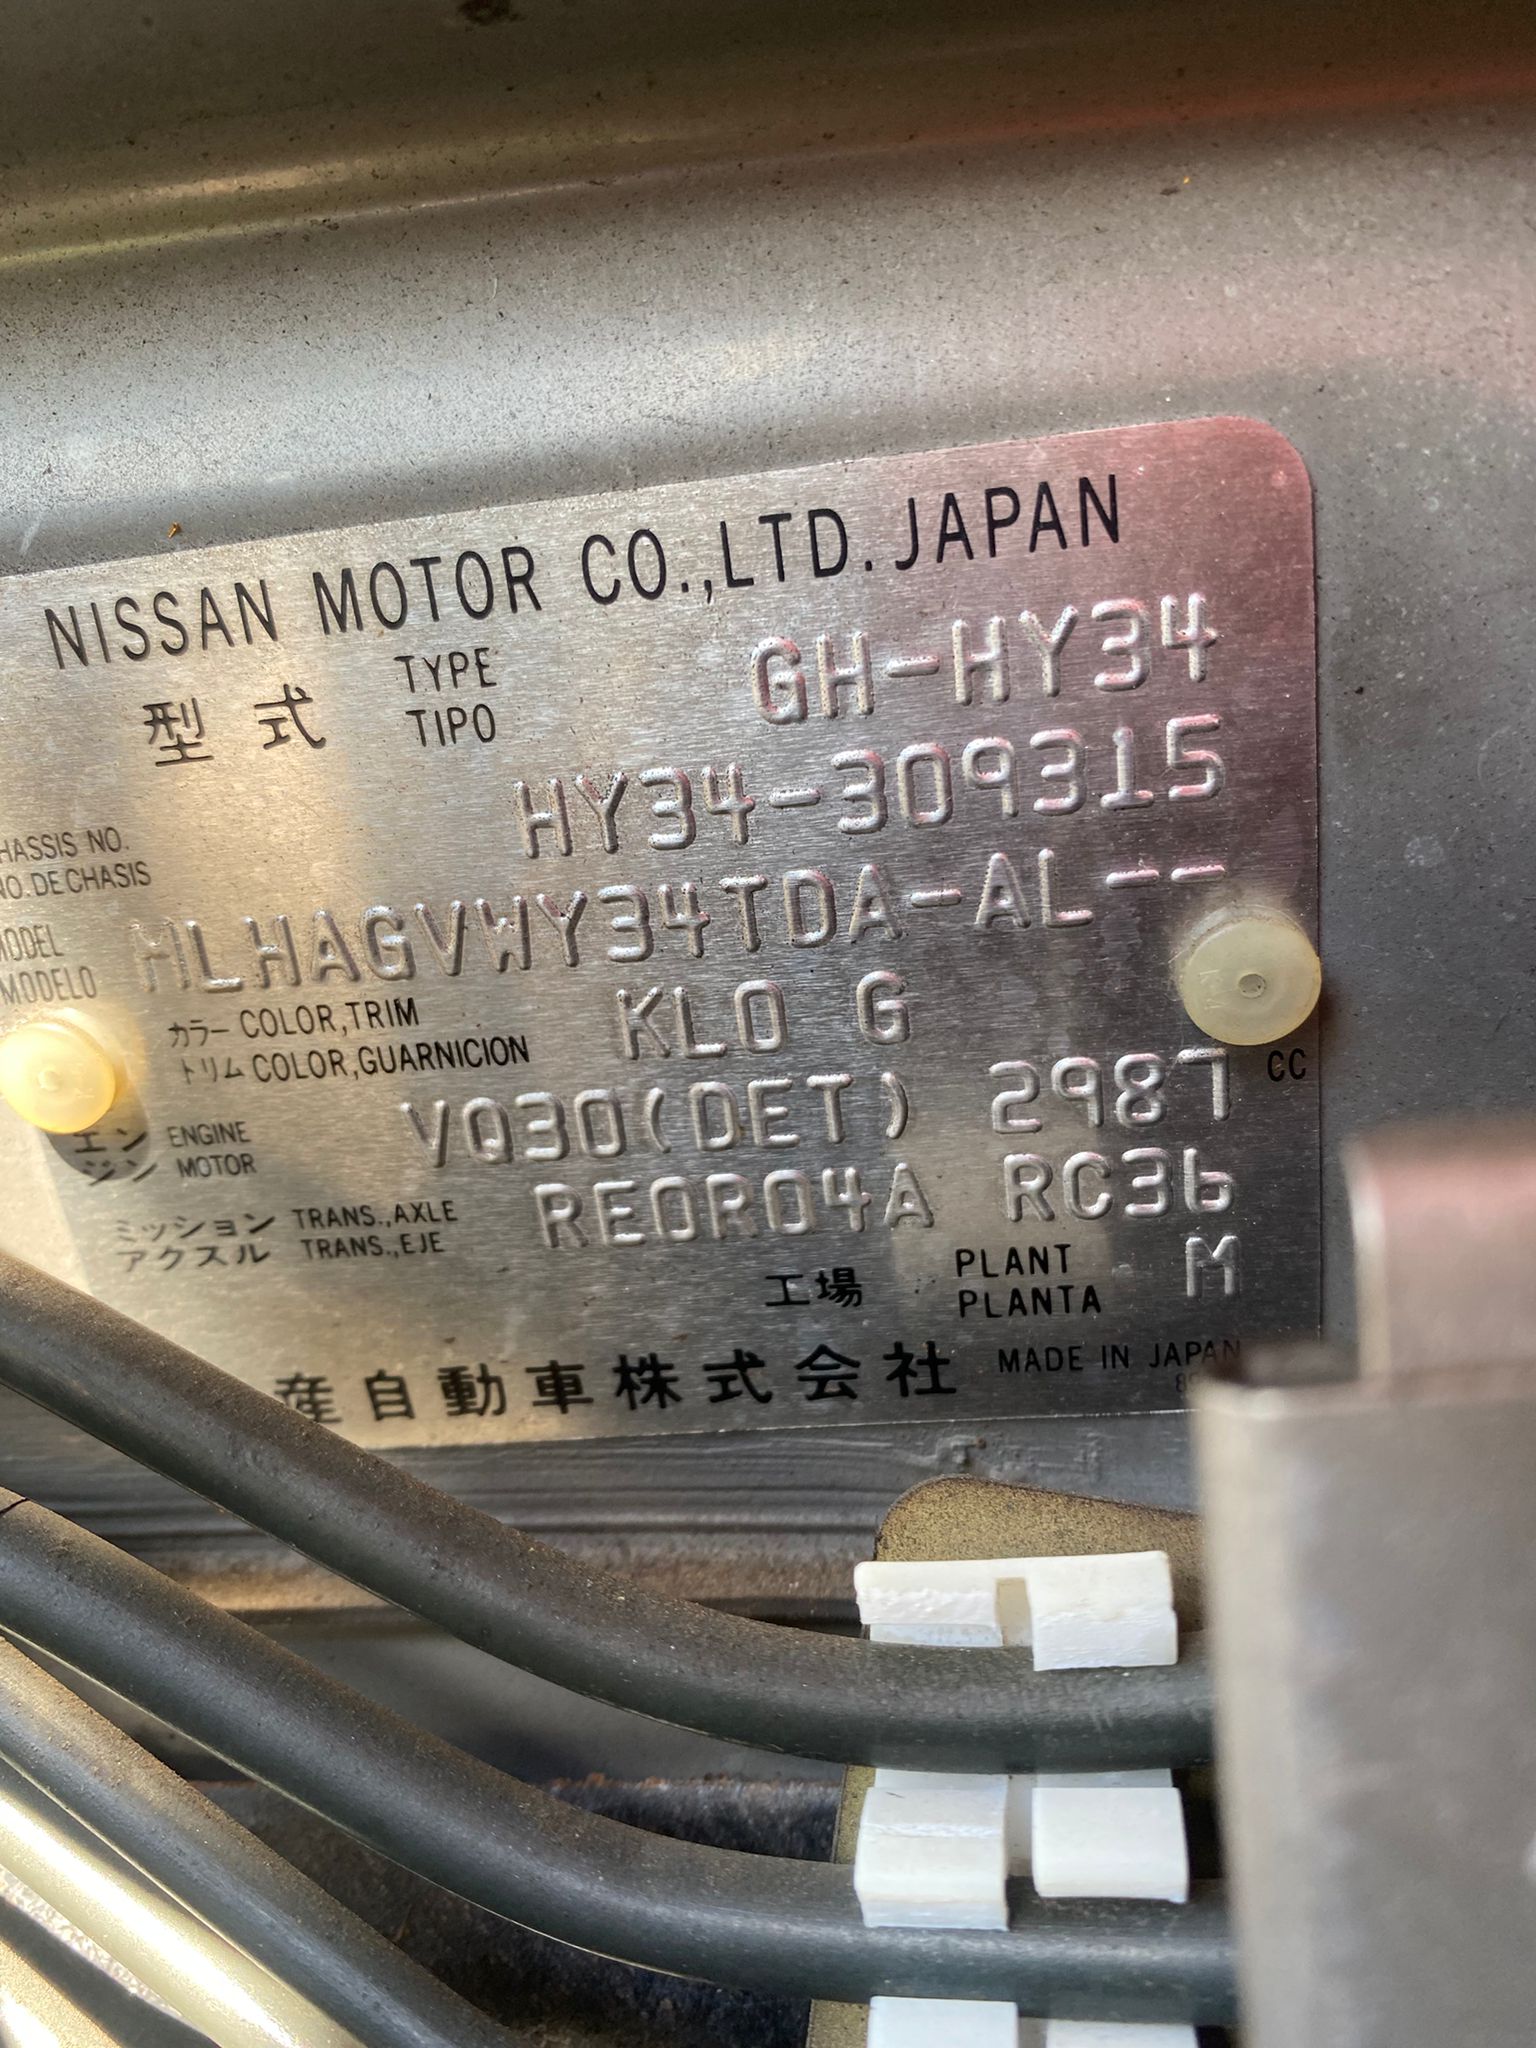 NISSAN MOTOR CO.,LTD. JAPAN
型式 TYPE TIPO GH-HY34
HASSIS NO. NO.DE CHASIS HY34-309315
MODEL MODELO MLHAGVWY34TDA-AL--
カラー COLOR,TRIM
トリム COLOR,GUARNICION KL0 G
エンジン ENGINE MOTOR VQ30(DET) 2987 CC
ミッション TRANS.,AXLE
アクスル TRANS.,EJE RE0R04A RC36
工場 PLANT PLANTA M
産自動車株式会社 MADE IN JAPAN